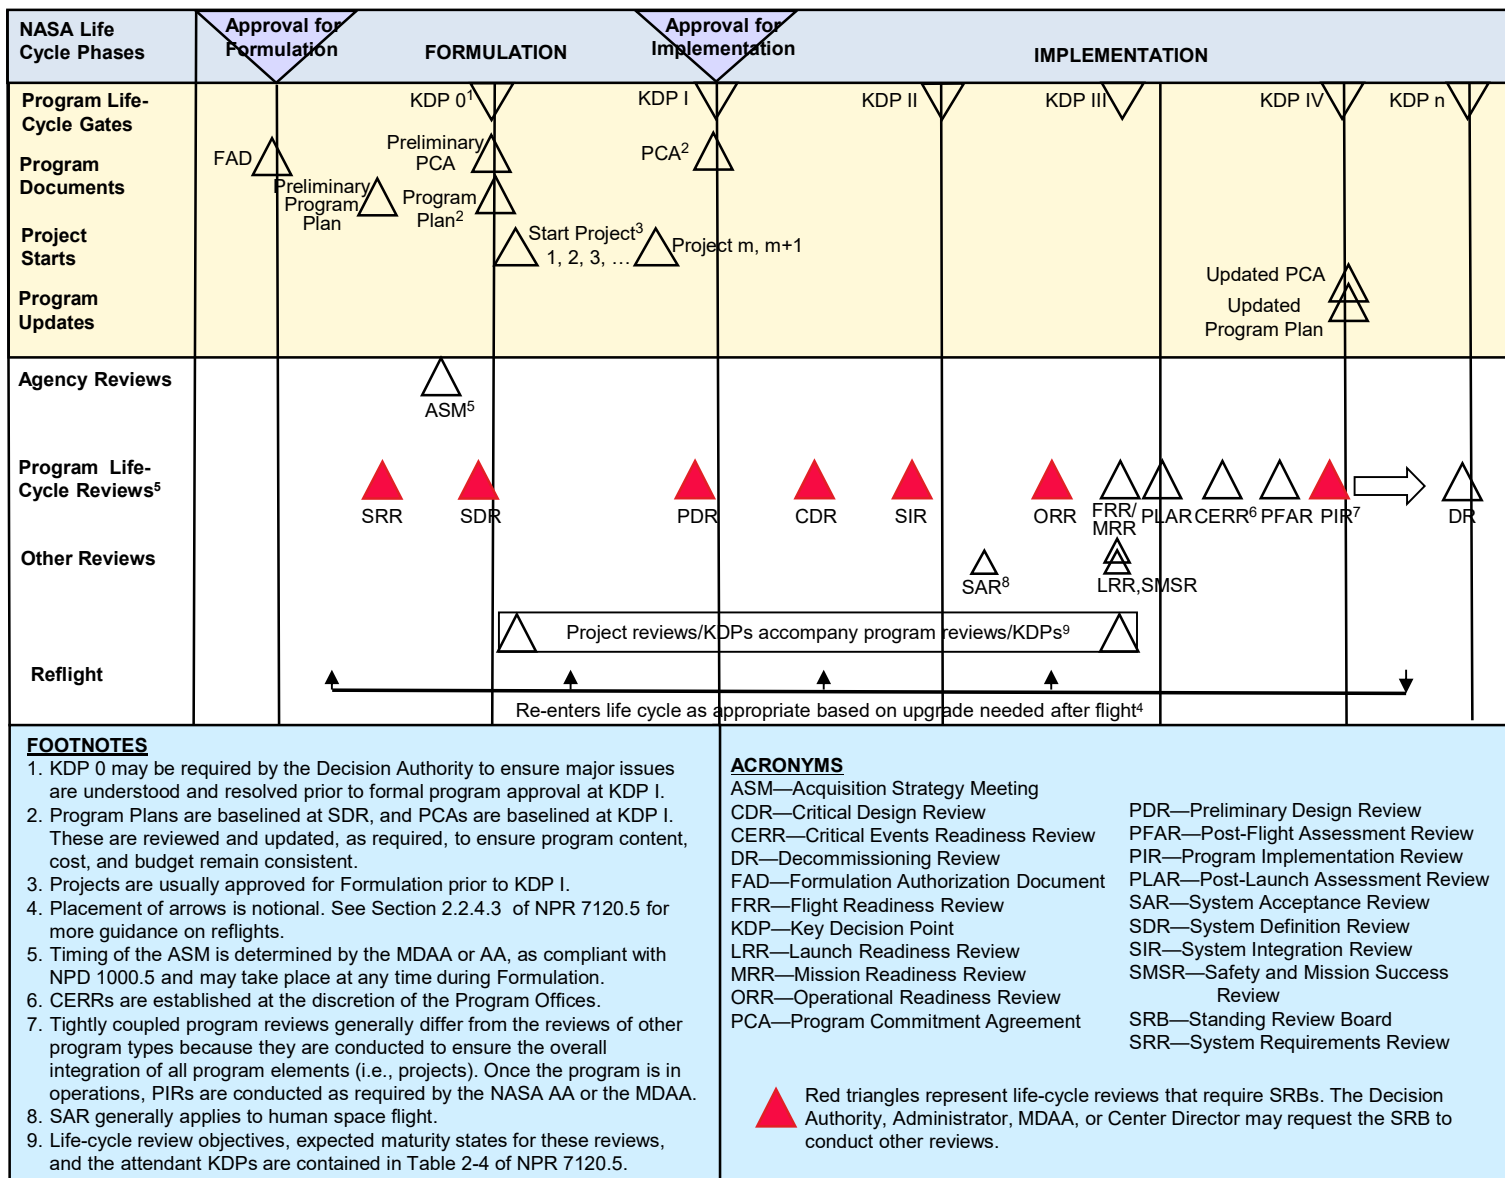 NASA Life
Cycle Phases
Approval for
Formulation
FORMULATION
Approval for
Implementation
IMPLEMENTATION
Program Life-
Cycle Gates
KDP 0¹
KDP I
KDP II
KDP III
KDP IV
KDP n
Program
Documents
FAD
Preliminary
Program
Plan
Preliminary
PCA
Program
Plan²
PCA²
Project
Starts
Start Project³
1, 2, 3, …
Project m, m+1
Program
Updates
Updated PCA
Updated
Program Plan
Agency Reviews
ASM⁵
Program Life-
Cycle Reviews⁵
SRR
SDR
PDR
CDR
SIR
ORR
FRR/
MRR
PLAR
CERR⁶
PFAR
PIR⁷
DR
Other Reviews
SAR⁸
LRR,SMSR
Project reviews/KDPs accompany program reviews/KDPs⁹
Reflight
Re-enters life cycle as appropriate based on upgrade needed after flight⁴
FOOTNOTES
1. KDP 0 may be required by the Decision Authority to ensure major issues
are understood and resolved prior to formal program approval at KDP I.
2. Program Plans are baselined at SDR, and PCAs are baselined at KDP I.
These are reviewed and updated, as required, to ensure program content,
cost, and budget remain consistent.
3. Projects are usually approved for Formulation prior to KDP I.
4. Placement of arrows is notional. See Section 2.2.4.3 of NPR 7120.5 for
more guidance on reflights.
5. Timing of the ASM is determined by the MDAA or AA, as compliant with
NPD 1000.5 and may take place at any time during Formulation.
6. CERRs are established at the discretion of the Program Offices.
7. Tightly coupled program reviews generally differ from the reviews of other
program types because they are conducted to ensure the overall
integration of all program elements (i.e., projects). Once the program is in
operations, PIRs are conducted as required by the NASA AA or the MDAA.
8. SAR generally applies to human space flight.
9. Life-cycle review objectives, expected maturity states for these reviews,
and the attendant KDPs are contained in Table 2-4 of NPR 7120.5.
ACRONYMS
ASM—Acquisition Strategy Meeting
CDR—Critical Design Review
CERR—Critical Events Readiness Review
DR—Decommissioning Review
FAD—Formulation Authorization Document
FRR—Flight Readiness Review
KDP—Key Decision Point
LRR—Launch Readiness Review
MRR—Mission Readiness Review
ORR—Operational Readiness Review
PCA—Program Commitment Agreement
PDR—Preliminary Design Review
PFAR—Post-Flight Assessment Review
PIR—Program Implementation Review
PLAR—Post-Launch Assessment Review
SAR—System Acceptance Review
SDR—System Definition Review
SIR—System Integration Review
SMSR—Safety and Mission Success
Review
SRB—Standing Review Board
SRR—System Requirements Review
Red triangles represent life-cycle reviews that require SRBs. The Decision
Authority, Administrator, MDAA, or Center Director may request the SRB to
conduct other reviews.